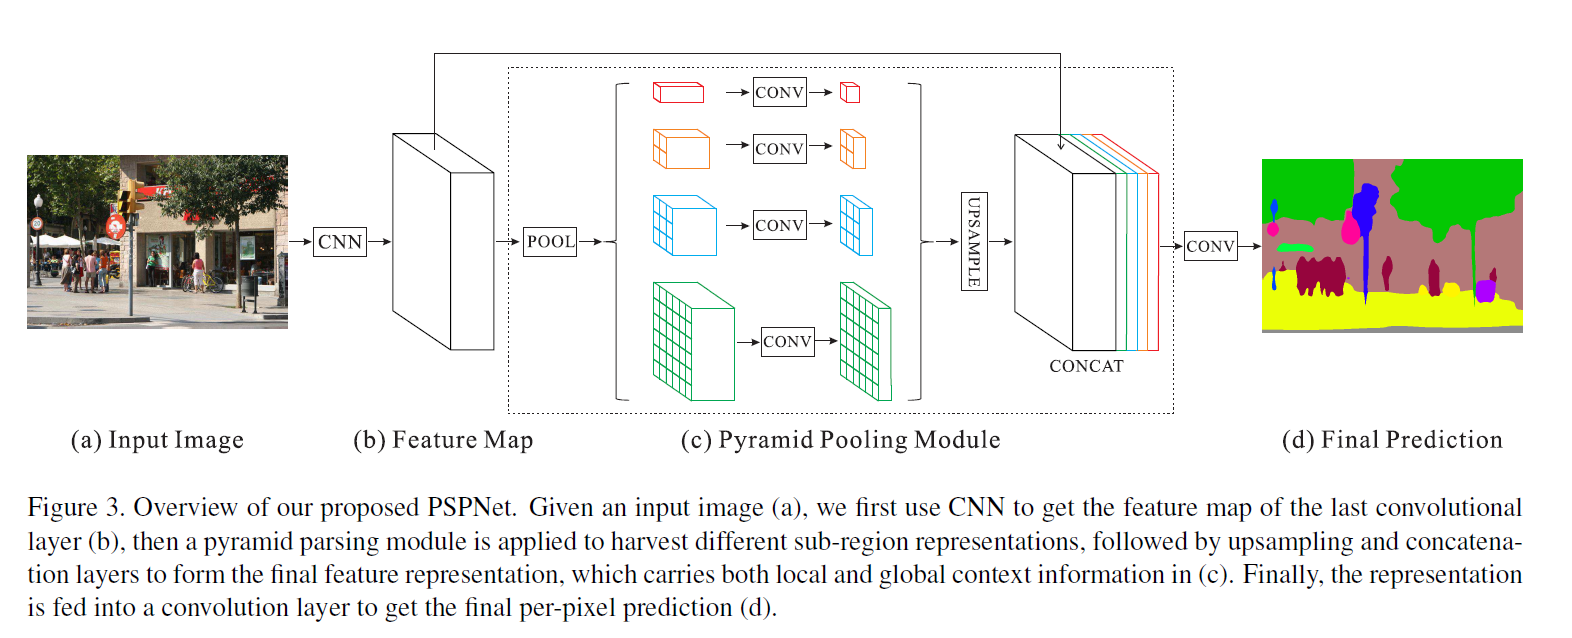 CNN
POOL
CONV
CONV
CONV
CONV
UPSAMPLE
CONCAT
CONV
(a) Input Image
(b) Feature Map
(c) Pyramid Pooling Module
(d) Final Prediction
Figure 3. Overview of our proposed PSPNet. Given an input image (a), we first use CNN to get the feature map of the last convolutional
layer (b), then a pyramid parsing module is applied to harvest different sub-region representations, followed by upsampling and concatena-
tion layers to form the final feature representation, which carries both local and global context information in (c). Finally, the representation
is fed into a convolution layer to get the final per-pixel prediction (d).